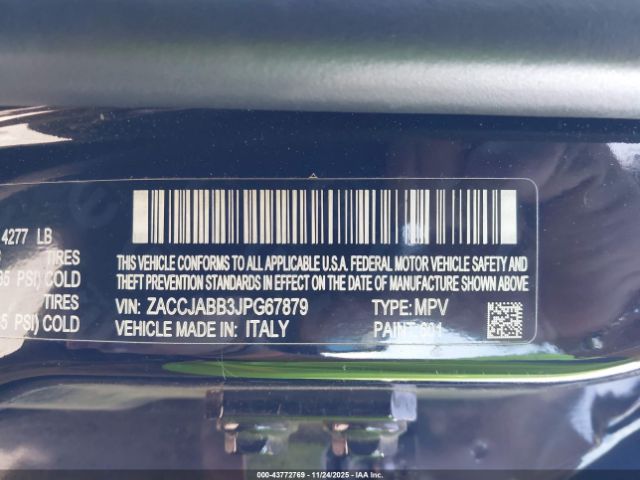 4277 LB
TIRES
PSI) COLD
TIRES
PSI) COLD
THIS VEHICLE CONFORMS TO ALL APPLICABLE U.S.A. FEDERAL MOTOR VEHICLE SAFETY AND
THEFT PREVENTION STANDARDS IN EFFECT ON THE DATE OF MANUFACTURE SHOWN ABOVE
VIN: ZACCJABB3JPG67879 TYPE: MPV
VEHICLE MADE IN: ITALY PAINT: 601
000-43772769 - 11/24/2025 - IAA Inc.